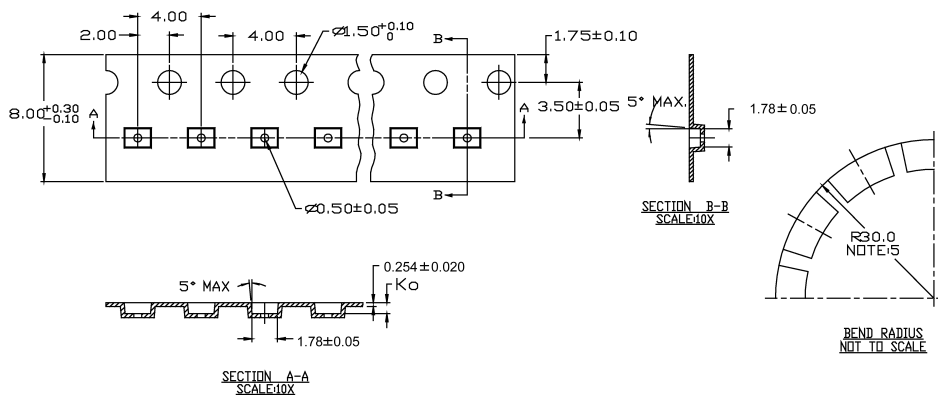 4.00
2.00
4.00
⌀1.50 +0.10 0
B
1.75±0.10
8.00 +0.30 -0.10
A
A
3.50±0.05
5° MAX.
1.78±0.05
B
⌀0.50±0.05
SECTION B-B
SCALE:10X
R30.0
NOTE:5
0.254±0.020
5° MAX
Ko
1.78±0.05
BEND RADIUS
NOT TO SCALE
SECTION A-A
SCALE:10X